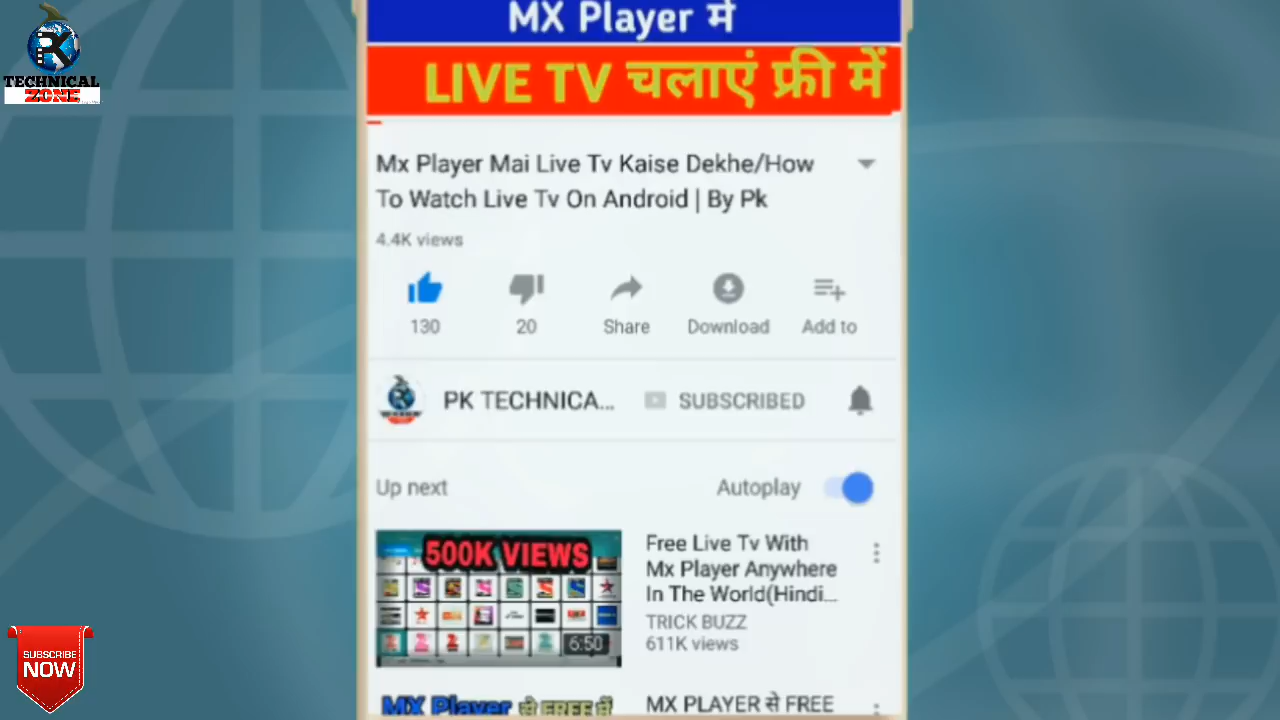 MX Player में
TECHNICAL
ZONE
LIVE TV चलाएं फ्री में
Mx Player Mai Live Tv Kaise Dekhe/How
To Watch Live Tv On Android | By Pk
4.4K views
130
20
Share
Download
Add to
PK TECHNICA...
SUBSCRIBED
Up next
Autoplay
500K VIEWS
6:50
Free Live Tv With
Mx Player Anywhere
In The World(Hindi...
TRICK BUZZ
611K views
SUBSCRIBE
NOW
MX Player से FREE में
MX PLAYER से FREE